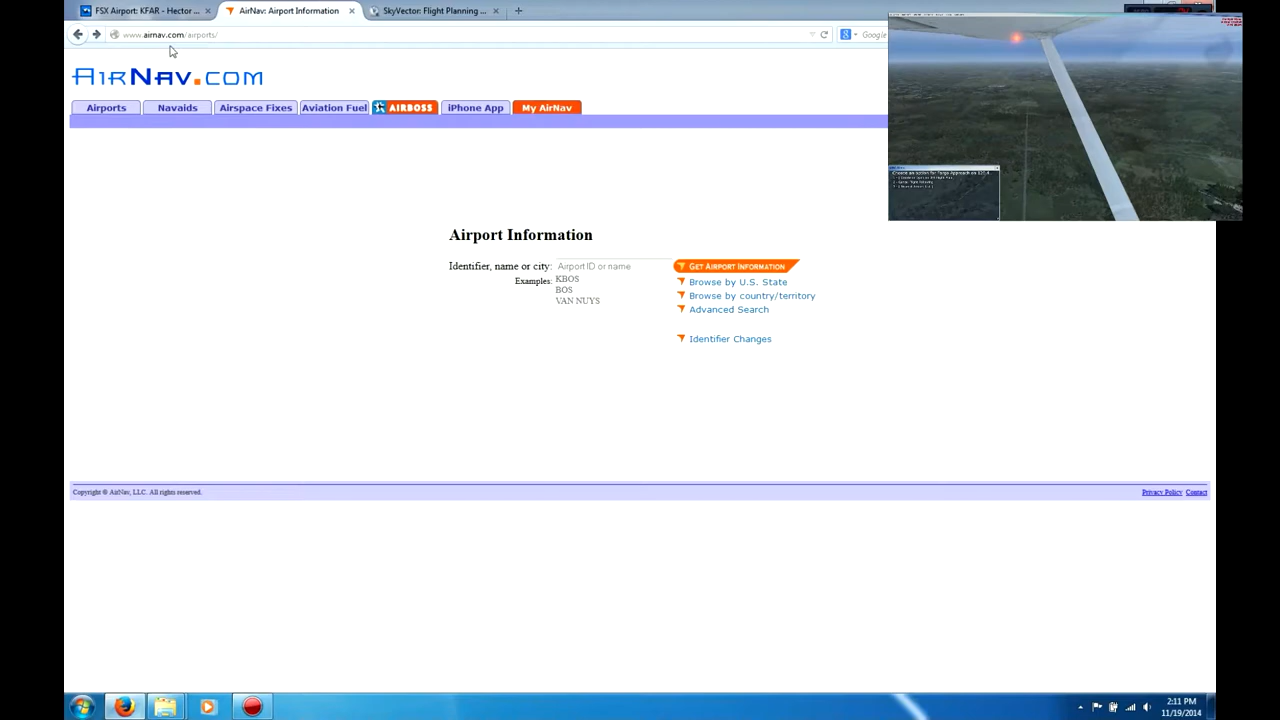 FSX Airport: KFAR - Hector ...
AirNav: Airport Information
SkyVector: Flight Planning ...
www.airnav.com/airports/
Google
AIRNAV.COM
Airports
Navaids
Airspace Fixes
Aviation Fuel
AIRBOSS
iPhone App
My AirNav
Airport Information
Identifier, name or city: Airport ID or name
GET AIRPORT INFORMATION
Examples: KBOS
BOS
VAN NUYS
Browse by U.S. State
Browse by country/territory
Advanced Search
Identifier Changes
Copyright © AirNav, LLC. All rights reserved.
Privacy Policy Contact
2:11 PM
11/19/2014